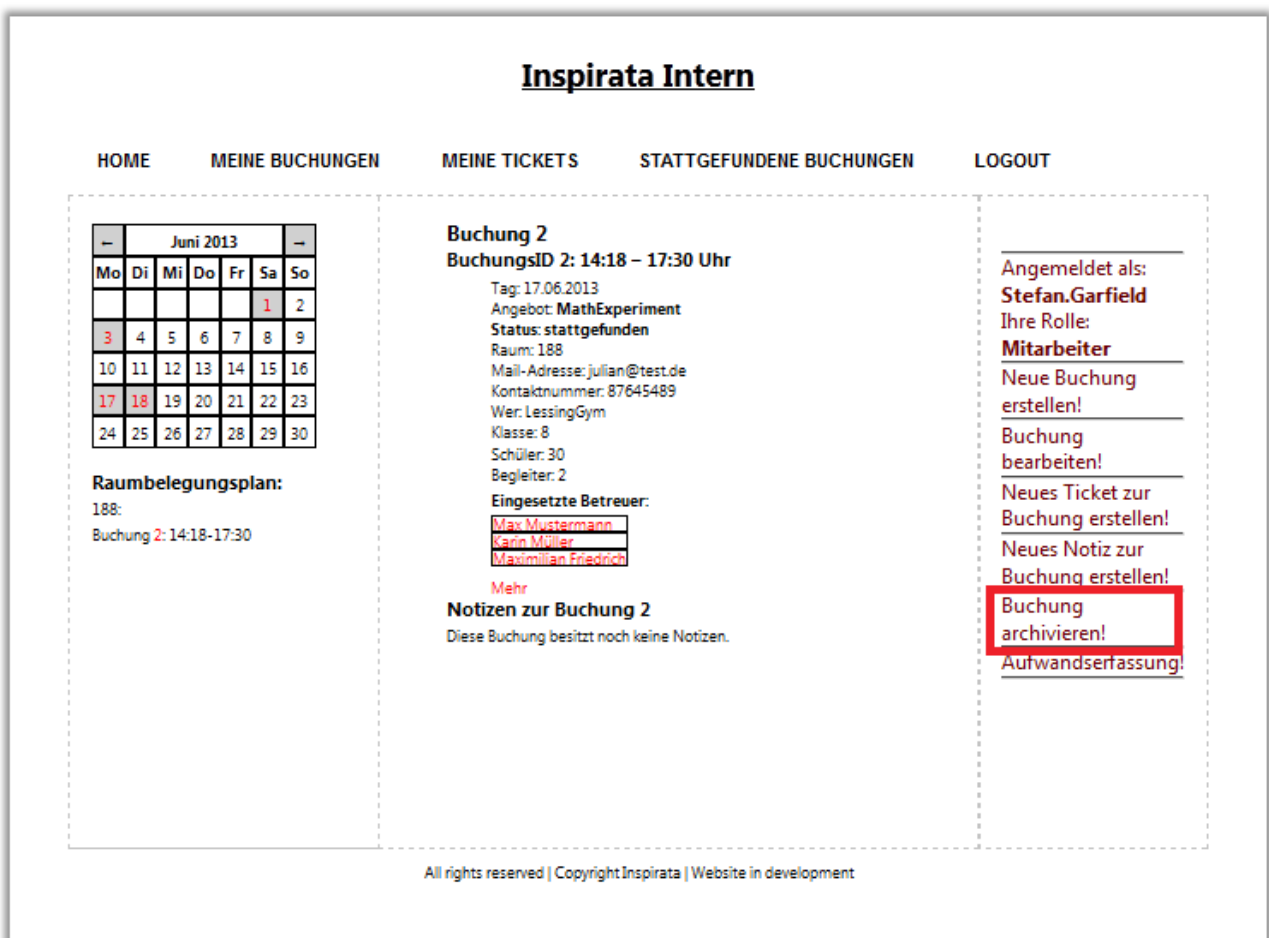 Inspirata Intern
HOME MEINE BUCHUNGEN MEINE TICKETS STATTGEFUNDENE BUCHUNGEN LOGOUT
← Juni 2013 →
Mo Di Mi Do Fr Sa So
1 2
3 4 5 6 7 8 9
10 11 12 13 14 15 16
17 18 19 20 21 22 23
24 25 26 27 28 29 30
Raumbelegungsplan:
188:
Buchung 2: 14:18-17:30
Buchung 2
BuchungsID 2: 14:18 – 17:30 Uhr
Tag: 17.06.2013
Angebot: MathExperiment
Status: stattgefunden
Raum: 188
Mail-Adresse: julian@test.de
Kontaktnummer: 87645489
Wer: LessingGym
Klasse: 8
Schüler: 30
Begleiter: 2
Eingesetzte Betreuer:
Max Mustermann
Karin Müller
Maximilian Friedrich
Mehr
Notizen zur Buchung 2
Diese Buchung besitzt noch keine Notizen.
Angemeldet als:
Stefan.Garfield
Ihre Rolle:
Mitarbeiter
Neue Buchung
erstellen!
Buchung
bearbeiten!
Neues Ticket zur
Buchung erstellen!
Neues Notiz zur
Buchung erstellen!
Buchung
archivieren!
Aufwandserfassung!
All rights reserved | Copyright Inspirata | Website in development